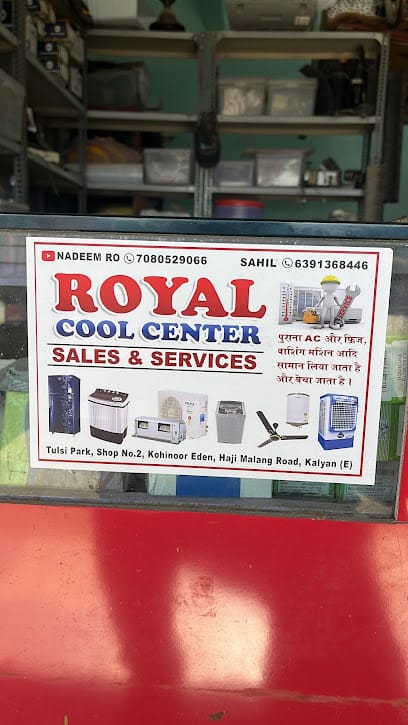 NADEEM RO 7080529066 SAHIL 6391368446
ROYAL
COOL CENTER
SALES & SERVICES
पुराना AC और फ्रिज,
वाशिंग मशिन आदि
सामान लिया जाता है
और बेचा जाता है।
Tulsi Park, Shop No.2, Kohinoor Eden, Haji Malang Road, Kalyan (E)